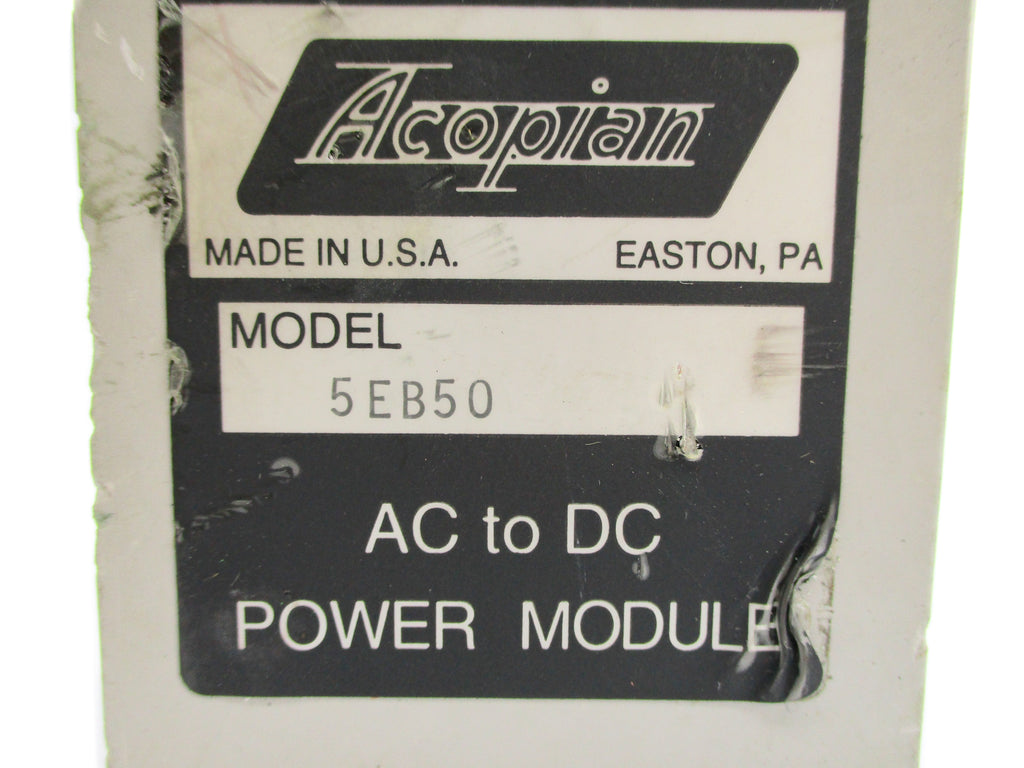 Acopian
MADE IN U.S.A. EASTON, PA
MODEL
5EB50
AC to DC
POWER MODULE